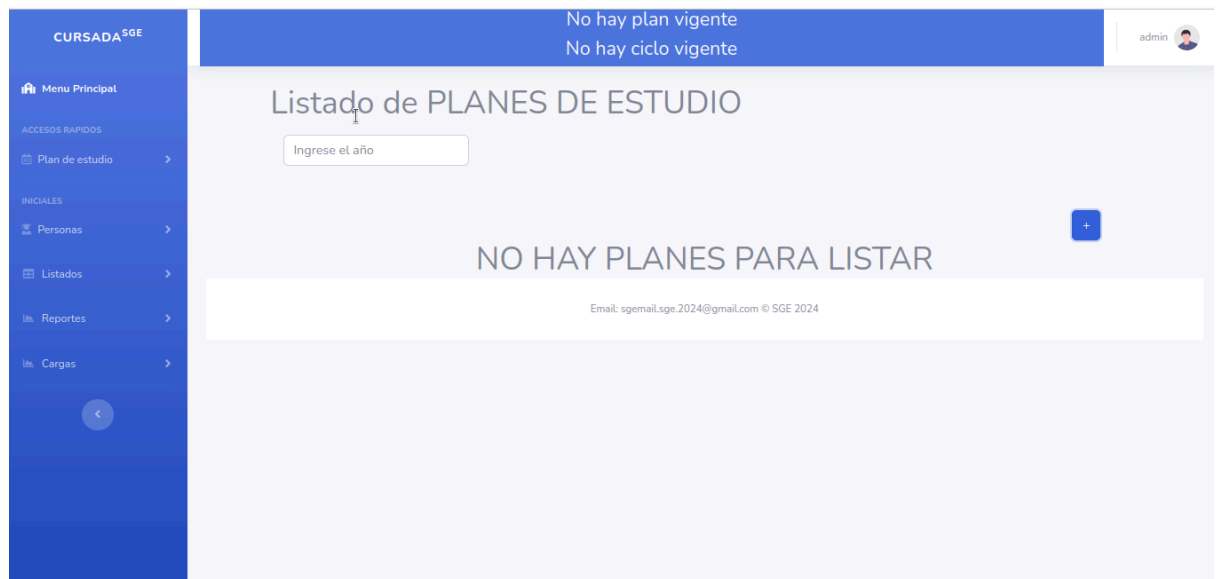 CURSADA SGE
No hay plan vigente
No hay ciclo vigente
admin
Menu Principal
ACCESOS RAPIDOS
Plan de estudio
INICIALES
Personas
Listados
Reportes
Cargas
Listado de PLANES DE ESTUDIO
Ingrese el año
+
NO HAY PLANES PARA LISTAR
Email: sgemail.sge.2024@gmail.com © SGE 2024